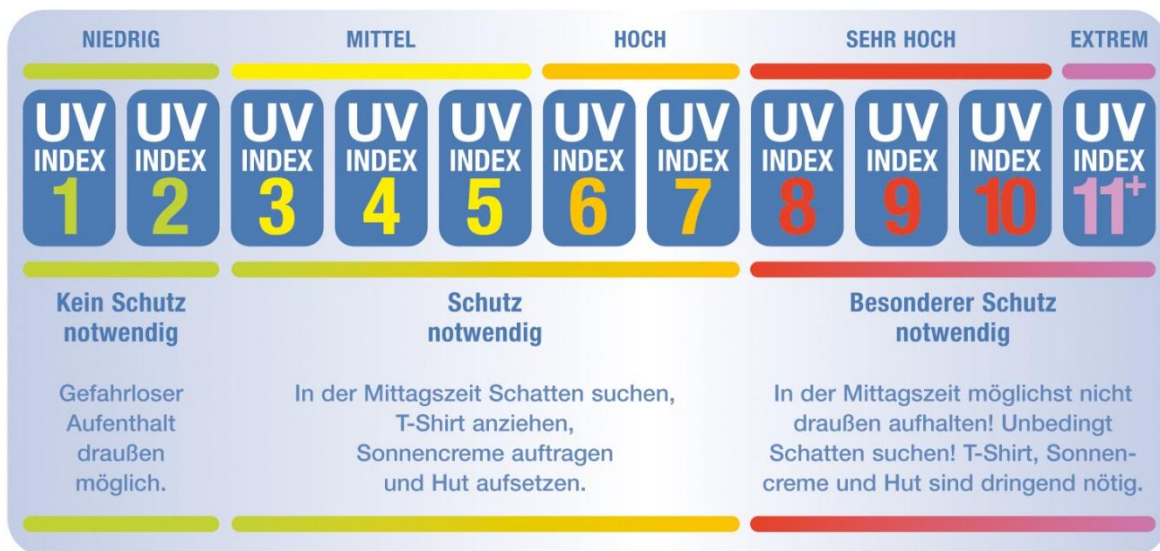 NIEDRIG MITTEL HOCH SEHR HOCH EXTREM
UV INDEX 1
UV INDEX 2
UV INDEX 3
UV INDEX 4
UV INDEX 5
UV INDEX 6
UV INDEX 7
UV INDEX 8
UV INDEX 9
UV INDEX 10
UV INDEX 11+
Kein Schutz
notwendig
Gefahrloser
Aufenthalt
draußen
möglich.
Schutz
notwendig
In der Mittagszeit Schatten suchen,
T-Shirt anziehen,
Sonnencreme auftragen
und Hut aufsetzen.
Besonderer Schutz
notwendig
In der Mittagszeit möglichst nicht
draußen aufhalten! Unbedingt
Schatten suchen! T-Shirt, Sonnen-
creme und Hut sind dringend nötig.